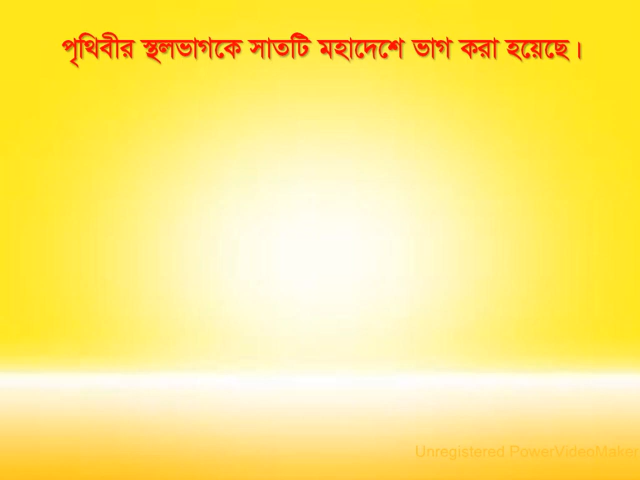 পৃথিবীর স্থলভাগকে সাতটি মহাদেশে ভাগ করা হয়েছে।
Unregistered PowerVideoMaker